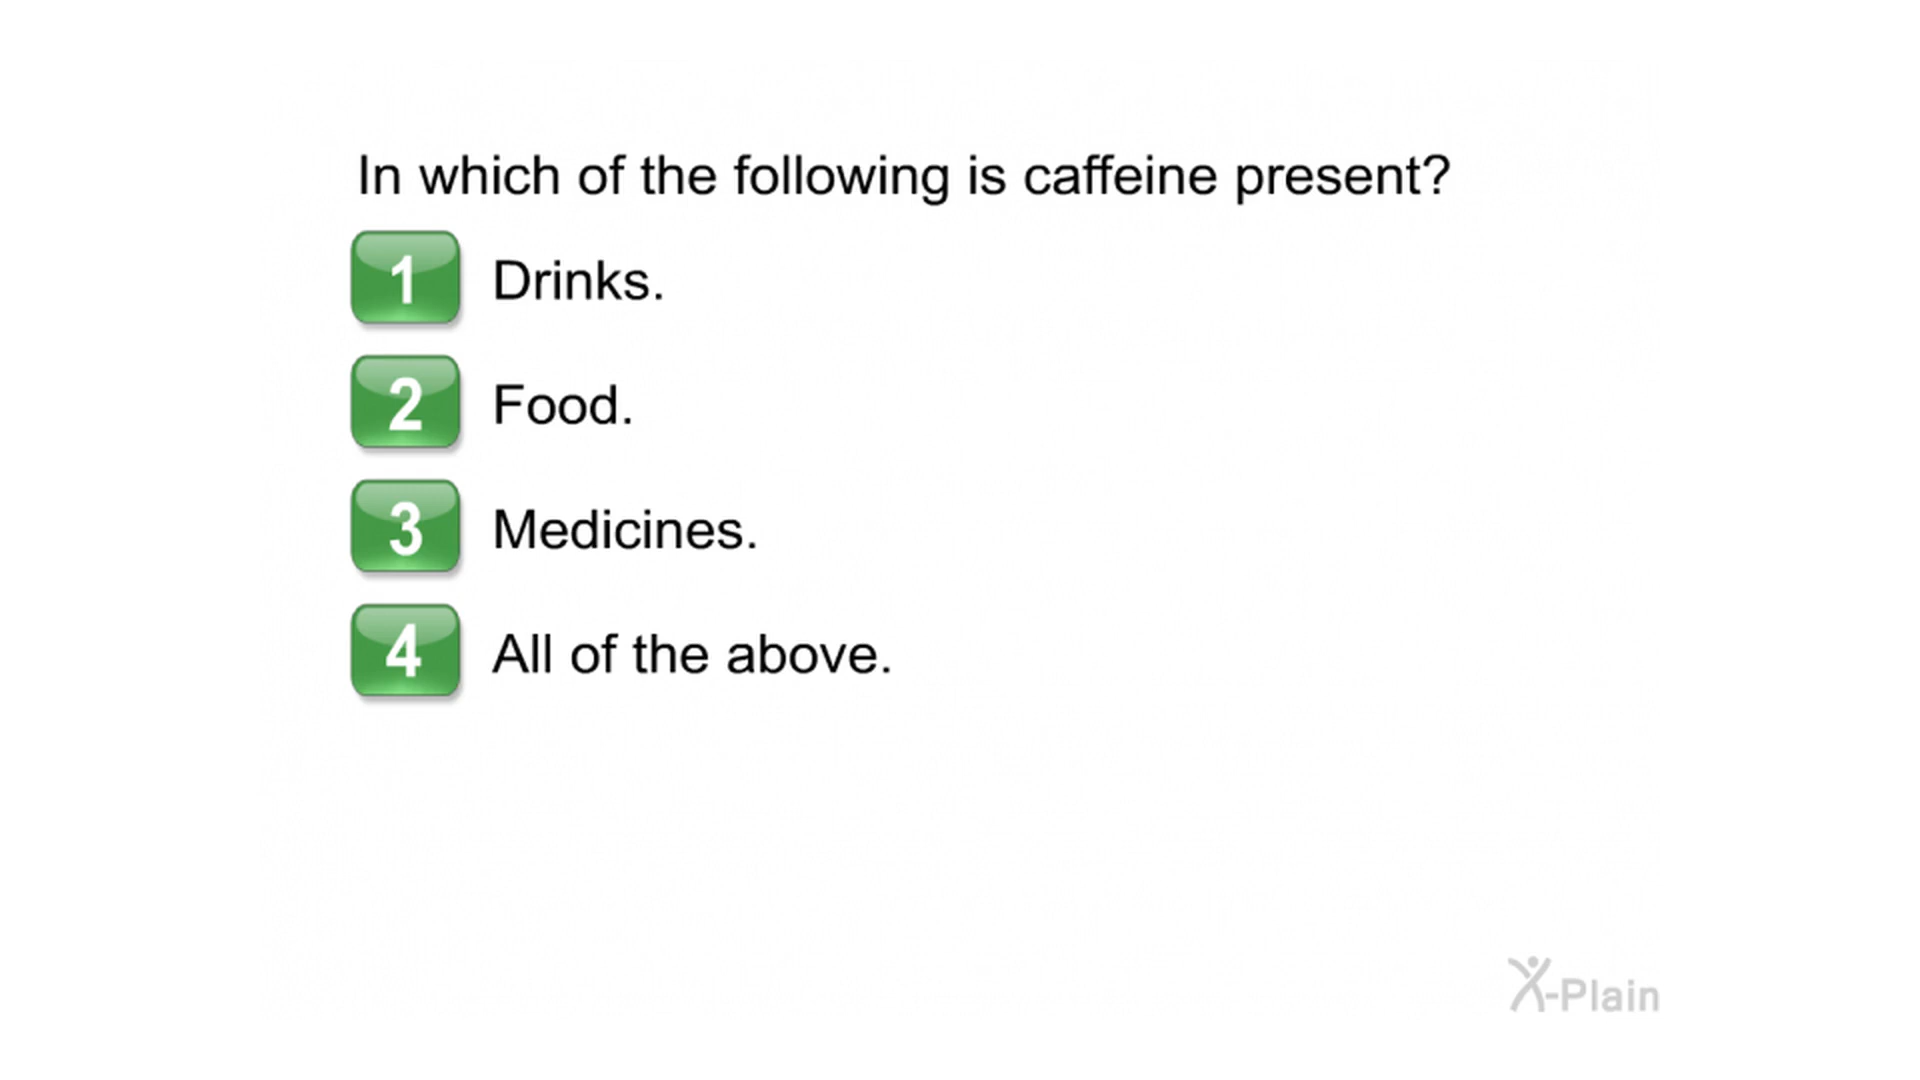 In which of the following is caffeine present?
1 Drinks.
2 Food.
3 Medicines.
4 All of the above.
X-Plain